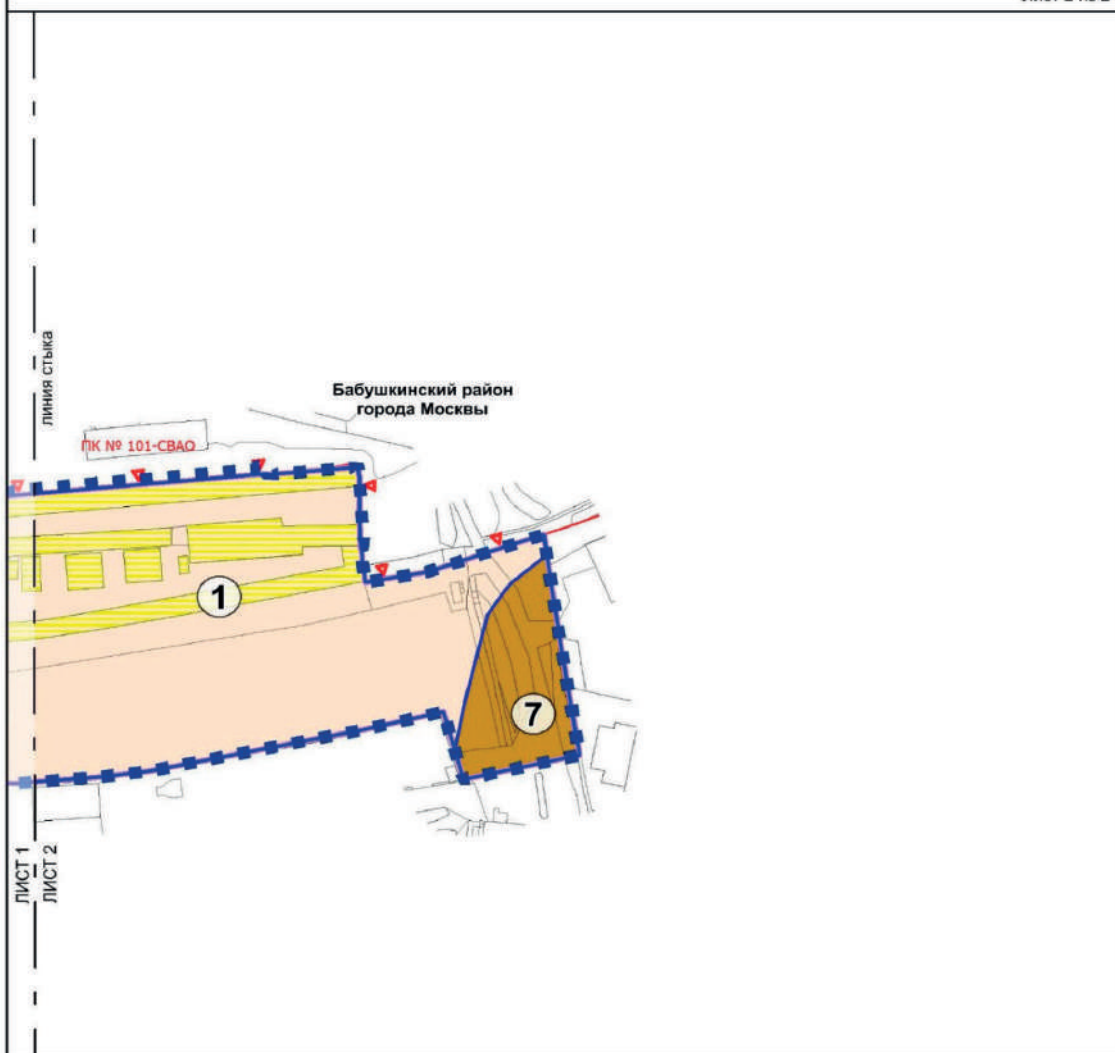 линия стыка
Бабушкинский район
города Москвы
ПК № 101-СВАО
1
7
ЛИСТ 1
ЛИСТ 2